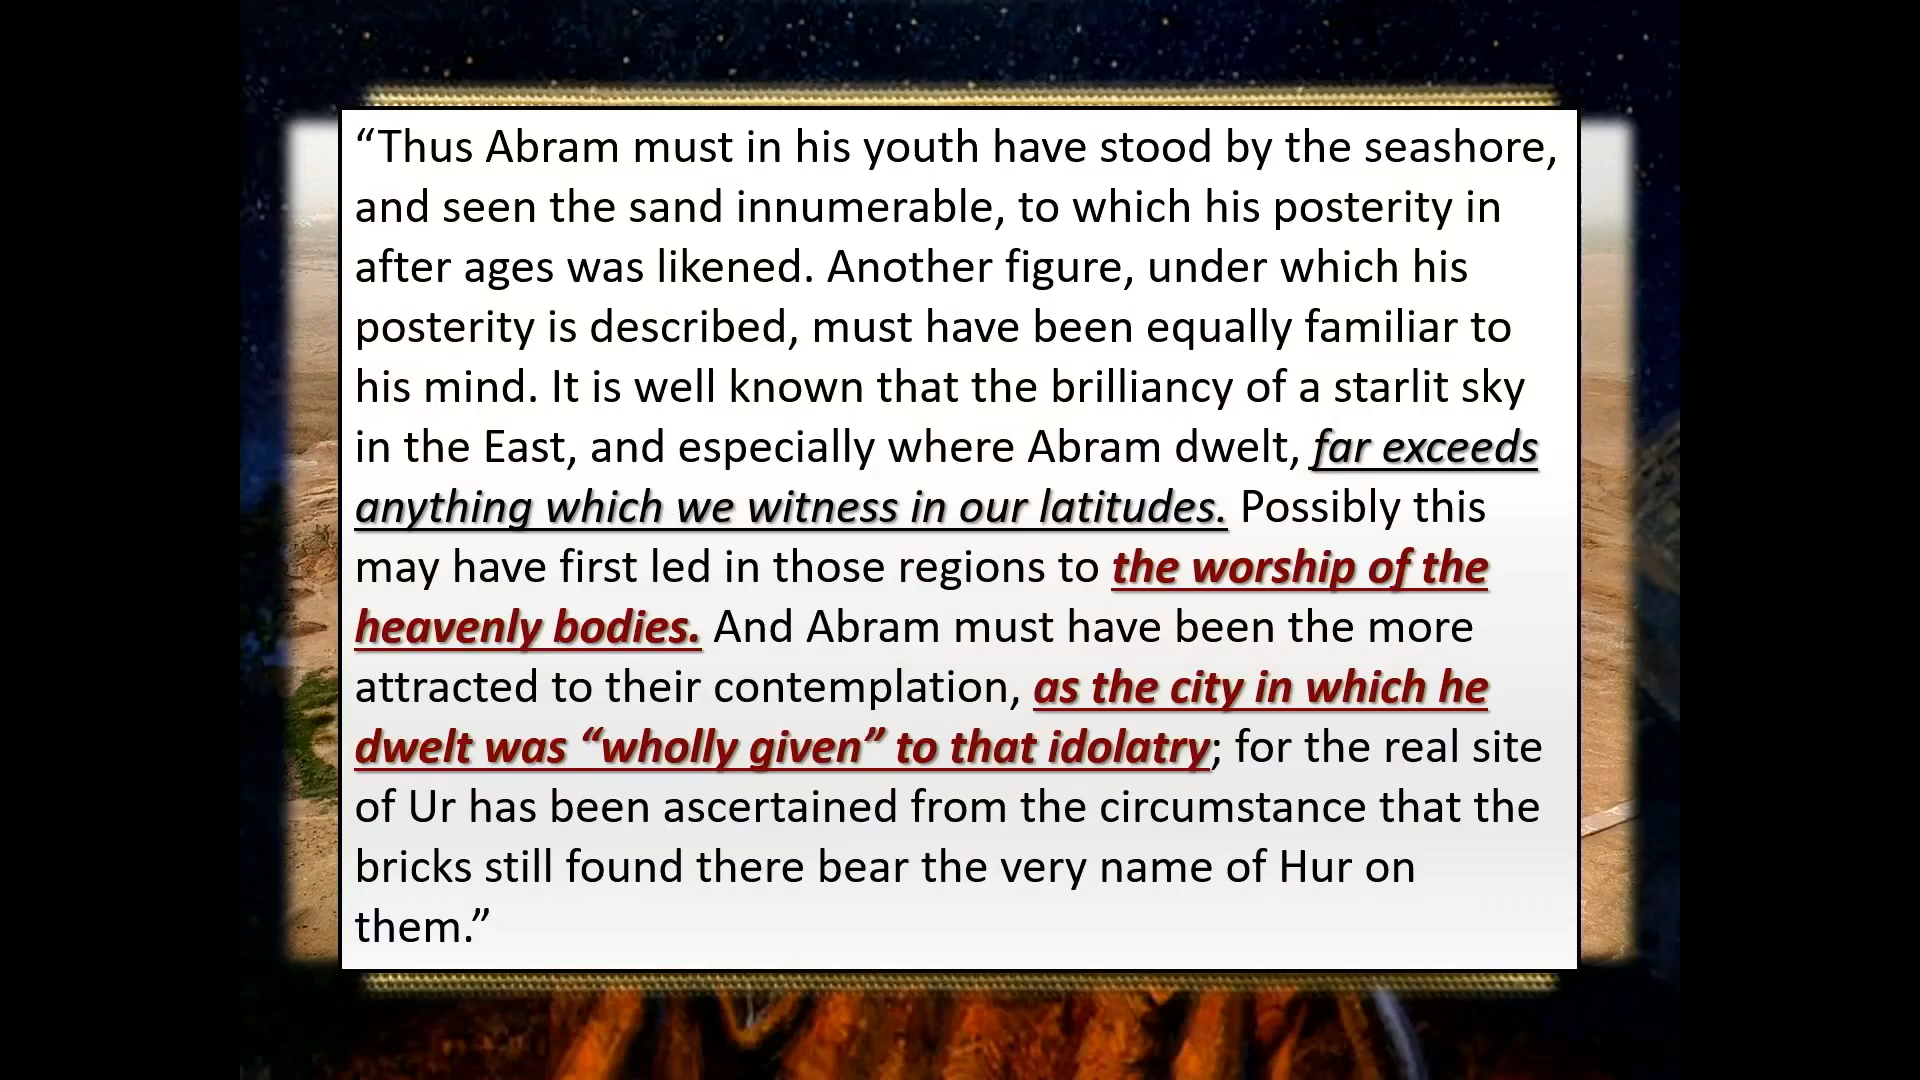 “Thus Abram must in his youth have stood by the seashore,
and seen the sand innumerable, to which his posterity in
after ages was likened. Another figure, under which his
posterity is described, must have been equally familiar to
his mind. It is well known that the brilliancy of a starlit sky
in the East, and especially where Abram dwelt, far exceeds
anything which we witness in our latitudes. Possibly this
may have first led in those regions to the worship of the
heavenly bodies. And Abram must have been the more
attracted to their contemplation, as the city in which he
dwelt was “wholly given” to that idolatry; for the real site
of Ur has been ascertained from the circumstance that the
bricks still found there bear the very name of Hur on
them.”